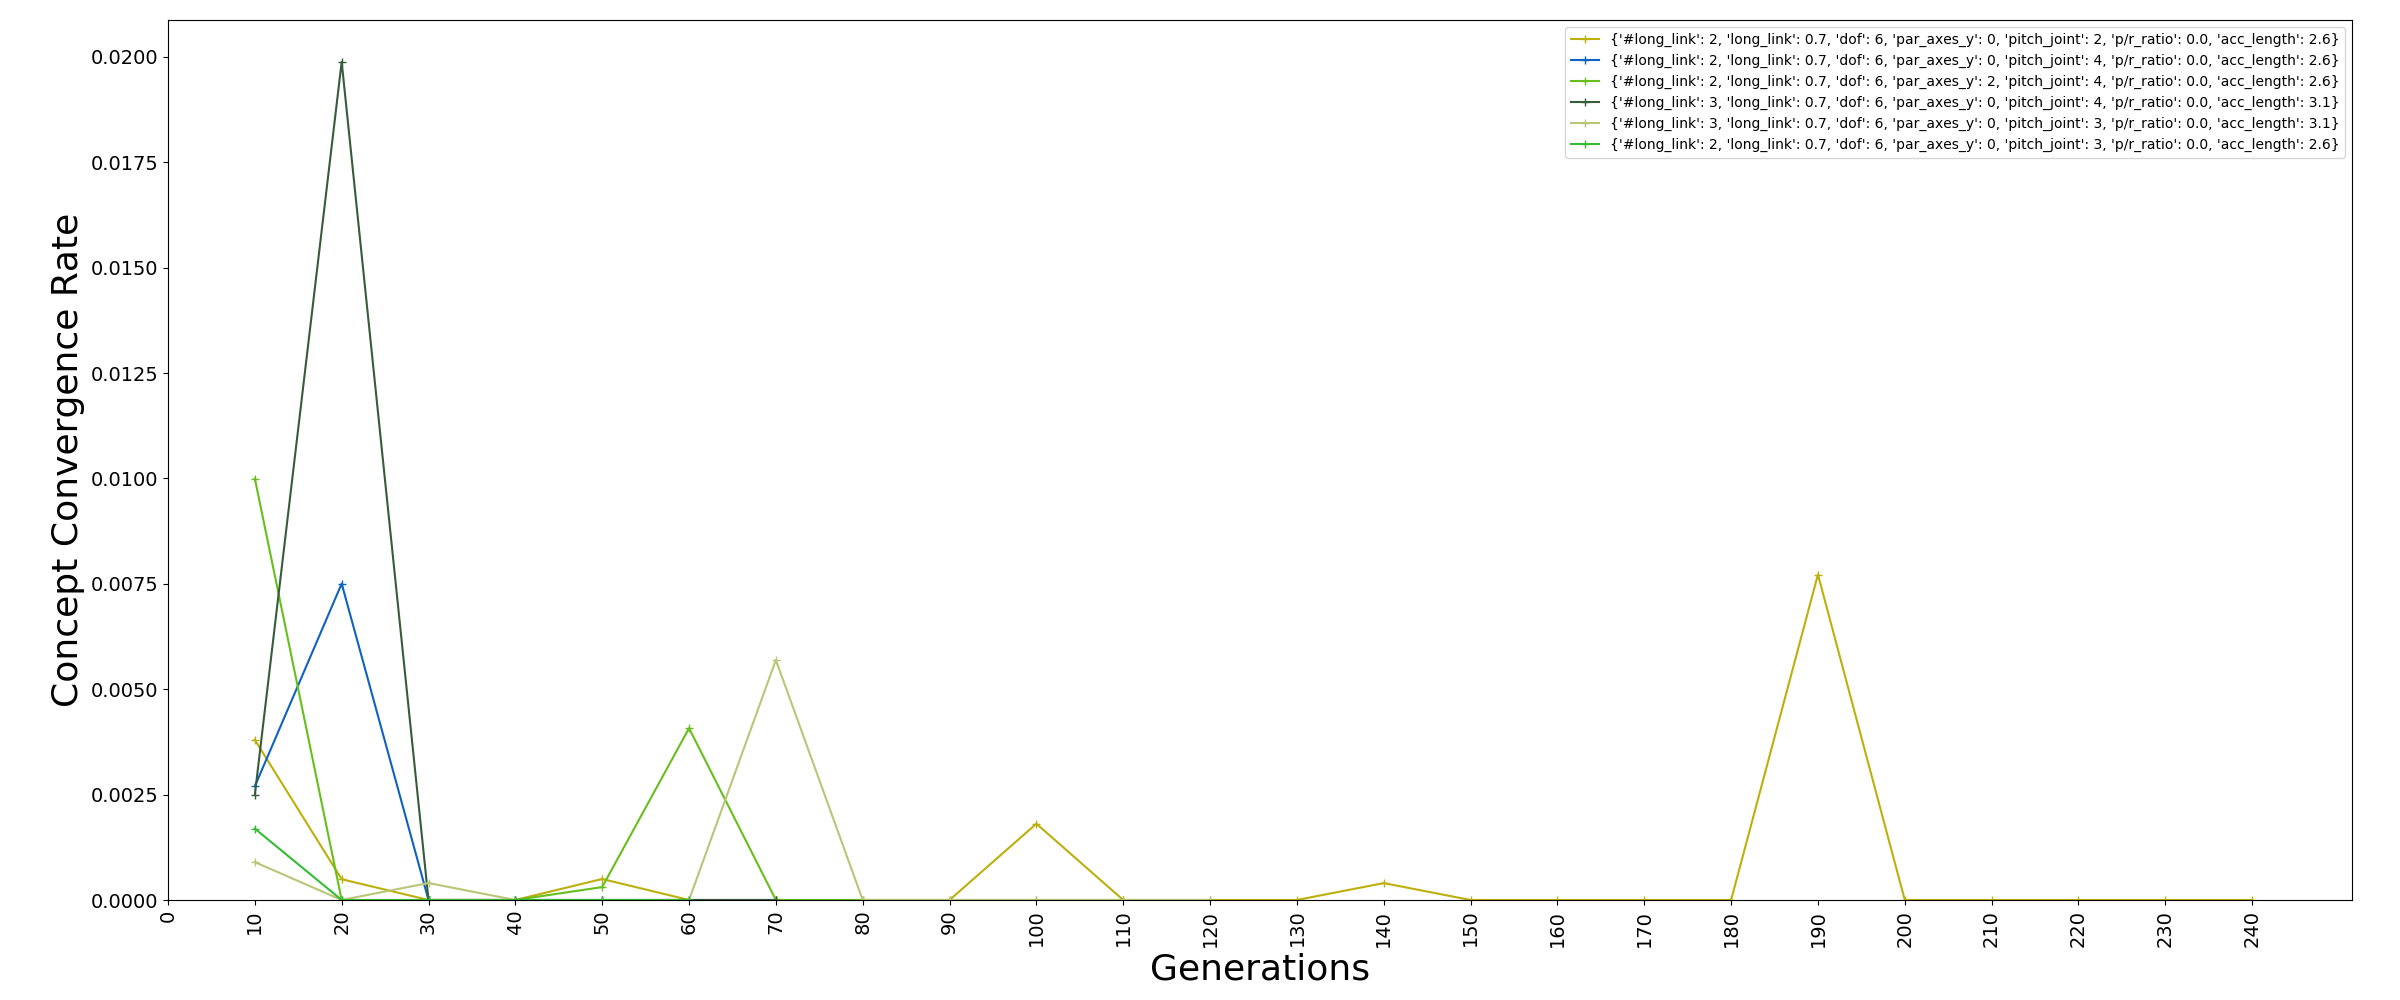 {'#long_link': 2, 'long_link': 0.7, 'dof': 6, 'par_axes_y': 0, 'pitch_joint': 2, 'p/r_ratio': 0.0, 'acc_length': 2.6}
{'#long_link': 2, 'long_link': 0.7, 'dof': 6, 'par_axes_y': 0, 'pitch_joint': 4, 'p/r_ratio': 0.0, 'acc_length': 2.6}
{'#long_link': 2, 'long_link': 0.7, 'dof': 6, 'par_axes_y': 2, 'pitch_joint': 4, 'p/r_ratio': 0.0, 'acc_length': 2.6}
{'#long_link': 3, 'long_link': 0.7, 'dof': 6, 'par_axes_y': 0, 'pitch_joint': 4, 'p/r_ratio': 0.0, 'acc_length': 3.1}
{'#long_link': 3, 'long_link': 0.7, 'dof': 6, 'par_axes_y': 0, 'pitch_joint': 3, 'p/r_ratio': 0.0, 'acc_length': 3.1}
{'#long_link': 2, 'long_link': 0.7, 'dof': 6, 'par_axes_y': 0, 'pitch_joint': 3, 'p/r_ratio': 0.0, 'acc_length': 2.6}
Concept Convergence Rate
0.0200
0.0175
0.0150
0.0125
0.0100
0.0075
0.0050
0.0025
0.0000
0 10 20 30 40 50 60 70 80 90 100 110 120 130 140 150 160 170 180 190 200 210 220 230 240
Generations